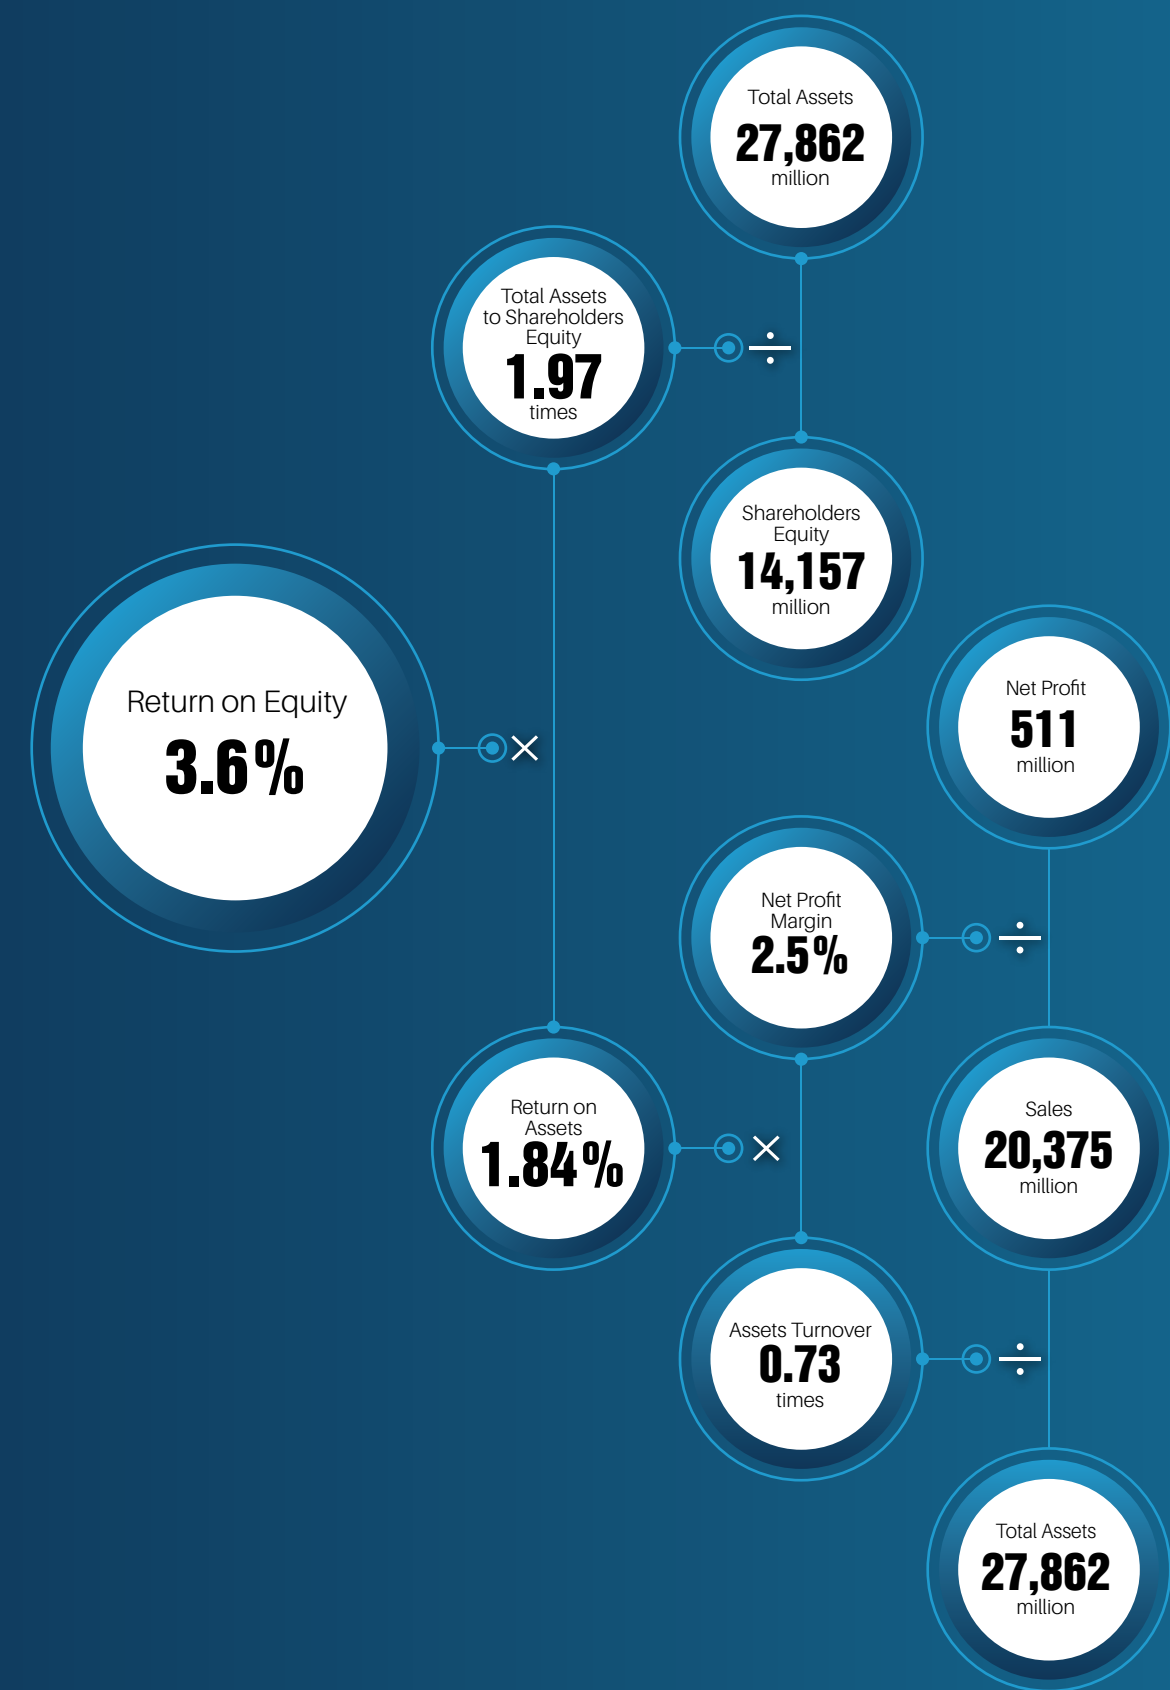 Total Assets
27,862
million
Total Assets
to Shareholders
Equity
1.97
times
÷
Shareholders
Equity
14,157
million
Return on Equity
3.6%
×
Net Profit
511
million
Net Profit
Margin
2.5%
÷
Return on
Assets
1.84%
×
Sales
20,375
million
Assets Turnover
0.73
times
÷
Total Assets
27,862
million